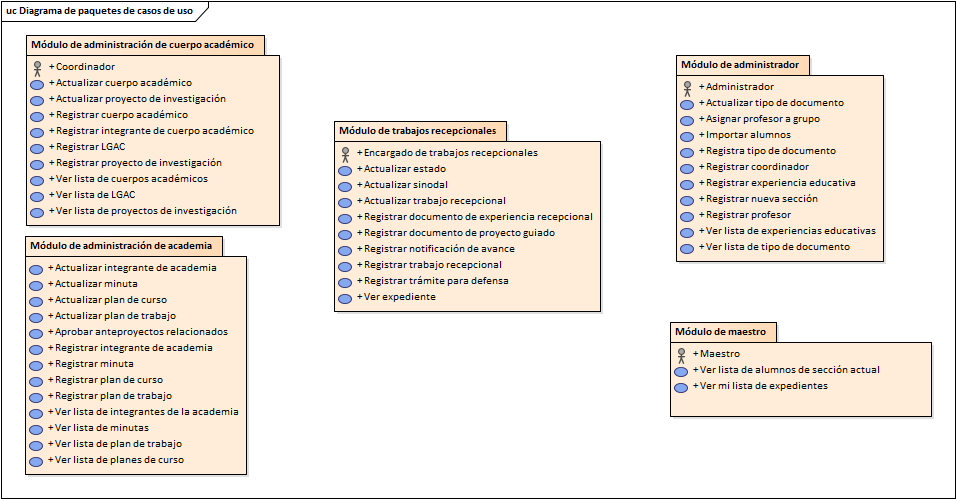 uc Diagrama de paquetes de casos de uso
Módulo de administración de cuerpo académico
+ Coordinador
+ Actualizar cuerpo académico
+ Actualizar proyecto de investigación
+ Registrar cuerpo académico
+ Registrar integrante de cuerpo académico
+ Registrar LGAC
+ Registrar proyecto de investigación
+ Ver lista de cuerpos académicos
+ Ver lista de LGAC
+ Ver lista de proyectos de investigación
Módulo de administración de academia
+ Actualizar integrante de academia
+ Actualizar minuta
+ Actualizar plan de curso
+ Actualizar plan de trabajo
+ Aprobar anteproyectos relacionados
+ Registrar integrante de academia
+ Registrar minuta
+ Registrar plan de curso
+ Registrar plan de trabajo
+ Ver lista de integrantes de la academia
+ Ver lista de minutas
+ Ver lista de plan de trabajo
+ Ver lista de planes de curso
Módulo de trabajos recepcionales
+ Encargado de trabajos recepcionales
+ Actualizar estado
+ Actualizar sinodal
+ Actualizar trabajo recepcional
+ Registrar documento de experiencia recepcional
+ Registrar documento de proyecto guiado
+ Registrar notificación de avance
+ Registrar trabajo recepcional
+ Registrar trámite para defensa
+ Ver expediente
Módulo de administrador
+ Administrador
+ Actualizar tipo de documento
+ Asignar profesor a grupo
+ Importar alumnos
+ Registra tipo de documento
+ Registrar coordinador
+ Registrar experiencia educativa
+ Registrar nueva sección
+ Registrar profesor
+ Ver lista de experiencias educativas
+ Ver lista de tipo de documento
Módulo de maestro
+ Maestro
+ Ver lista de alumnos de sección actual
+ Ver mi lista de expedientes